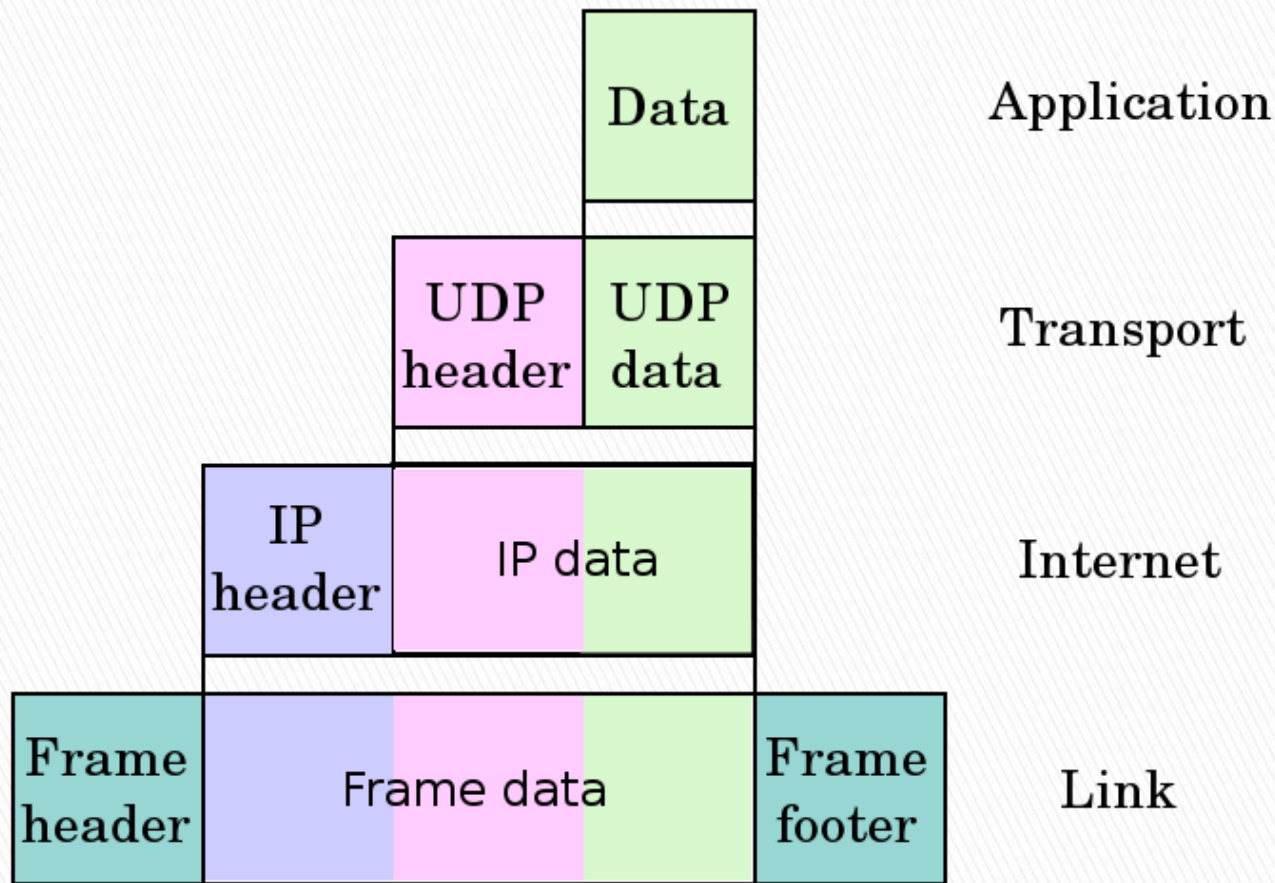 Data
Application
UDP
header
UDP
data
Transport
IP
header
IP data
Internet
Frame
header
Frame data
Frame
footer
Link